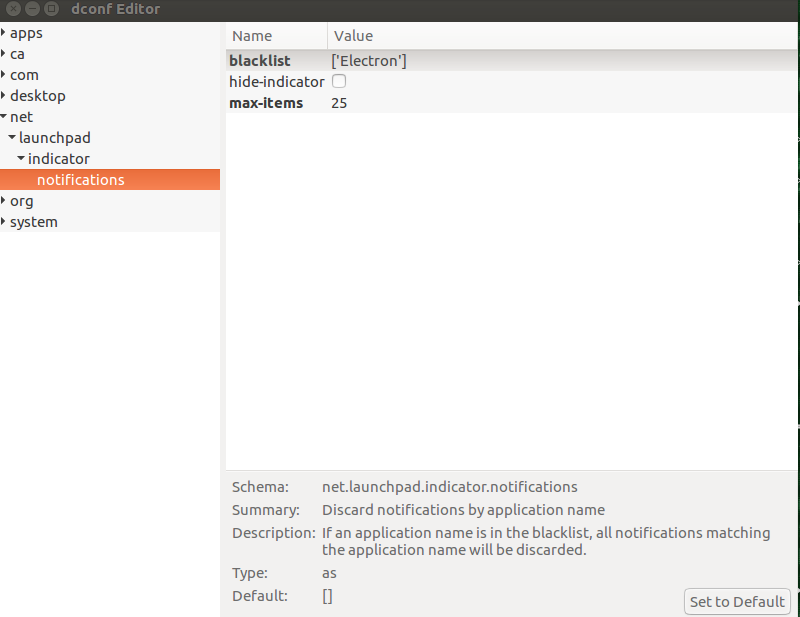 dconf Editor
apps
ca
com
desktop
net
launchpad
indicator
notifications
org
system
Name Value
blacklist ['Electron']
hide-indicator
max-items 25
Schema: net.launchpad.indicator.notifications
Summary: Discard notifications by application name
Description: If an application name is in the blacklist, all notifications matching
the application name will be discarded.
Type: as
Default: []
Set to Default